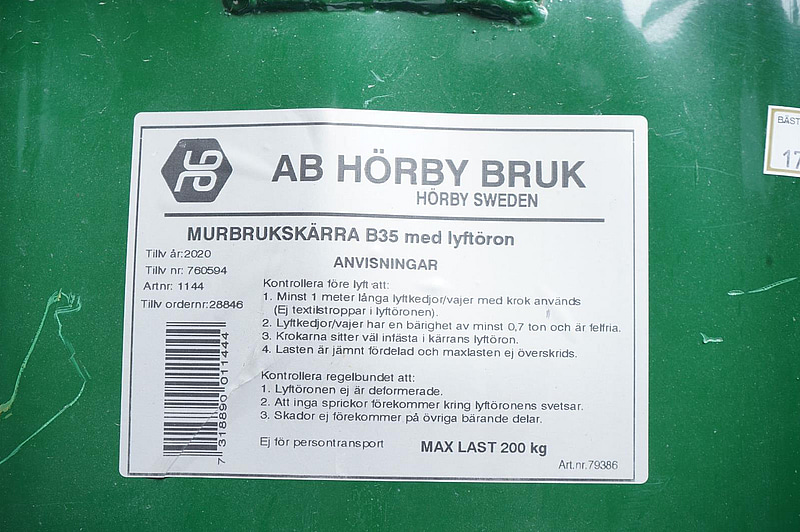 AB HÖRBY BRUK
HÖRBY SWEDEN
MURBRUKSKÄRRA B35 med lyftöron
Tillv år:2020
Tillv nr: 760594
Artnr: 1144
Tillv ordernr:28846
7 318890 011444
ANVISNINGAR
Kontrollera före lyft att:
1. Minst 1 meter långa lyftkedjor/vajer med krok används
(Ej textilstroppar i lyftöronen).
2. Lyftkedjor/vajer har en bärighet av minst 0,7 ton och är felfria.
3. Krokarna sitter väl infästa i kärrans lyftöron.
4. Lasten är jämnt fördelad och maxlasten ej överskrids.
Kontrollera regelbundet att:
1. Lyftöronen ej är deformerade.
2. Att inga sprickor förekommer kring lyftöronens svetsar.
3. Skador ej förekommer på övriga bärande delar.
Ej för persontransport
MAX LAST 200 kg
Art.nr.79386